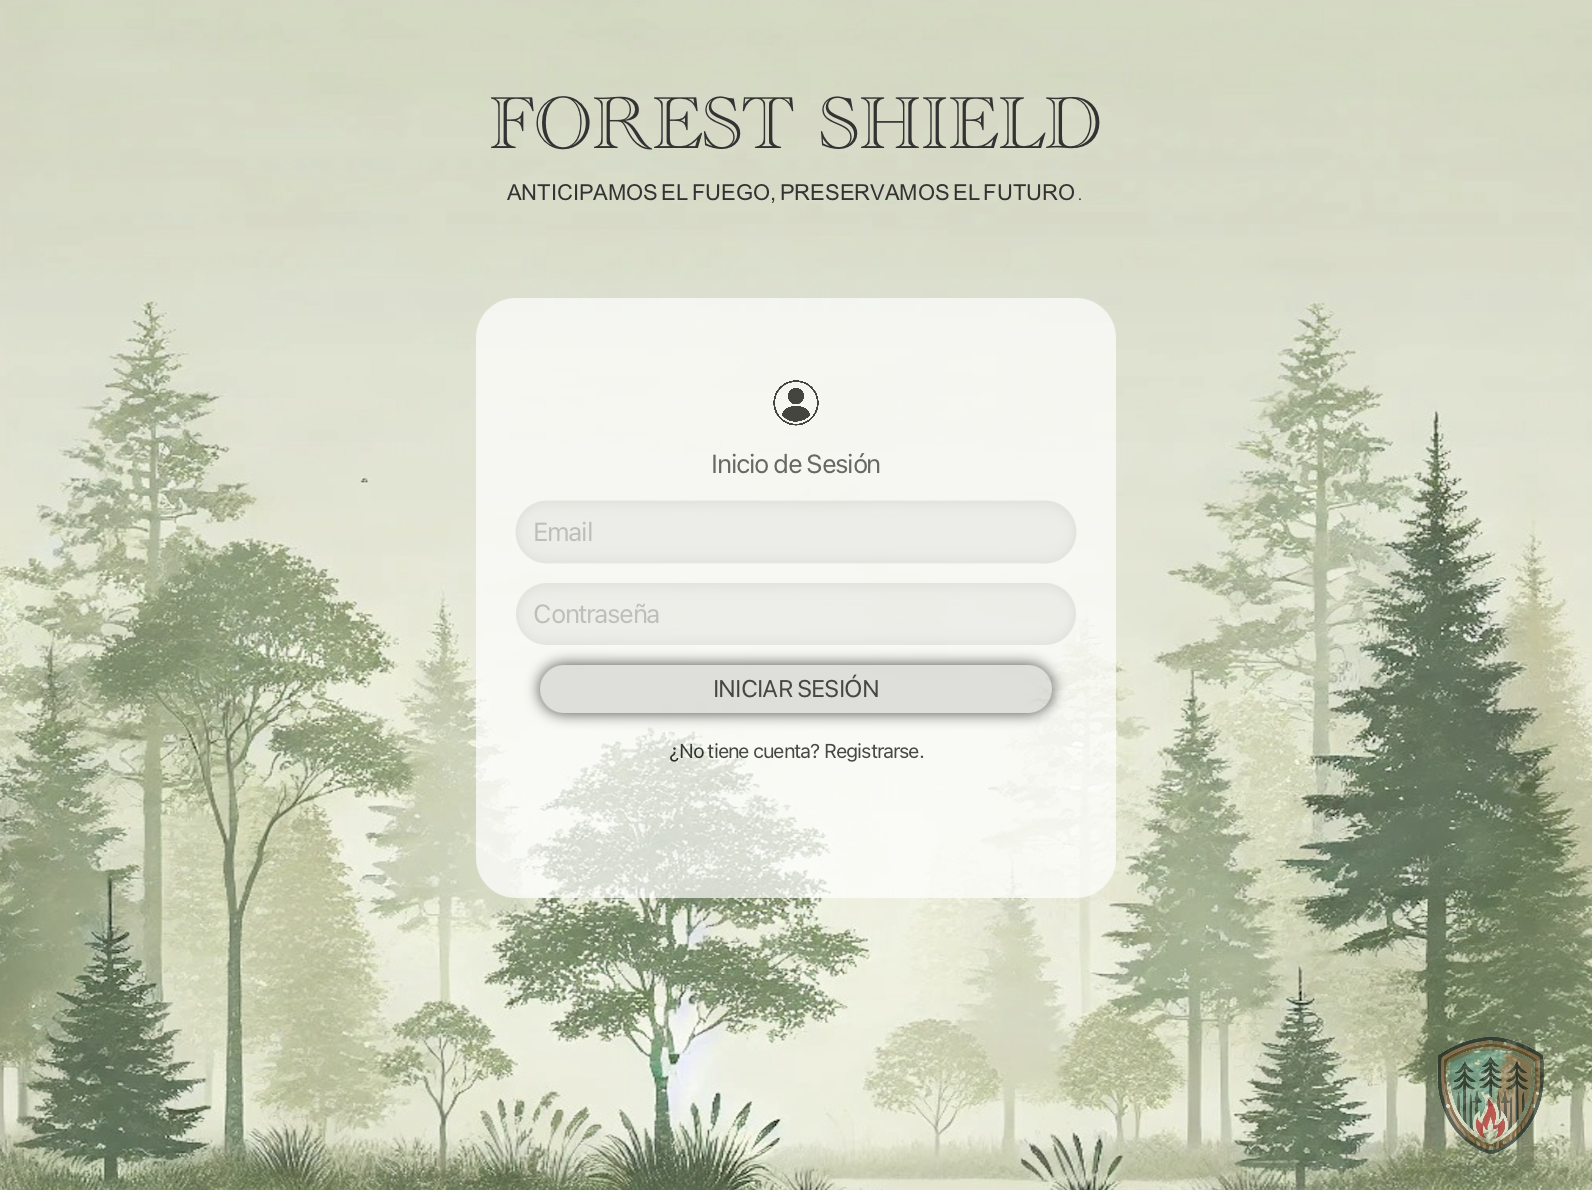 FOREST SHIELD
ANTICIPAMOS EL FUEGO, PRESERVAMOS EL FUTURO.
Inicio de Sesión
Email
Contraseña
INICIAR SESIÓN
¿No tiene cuenta? Registrarse.